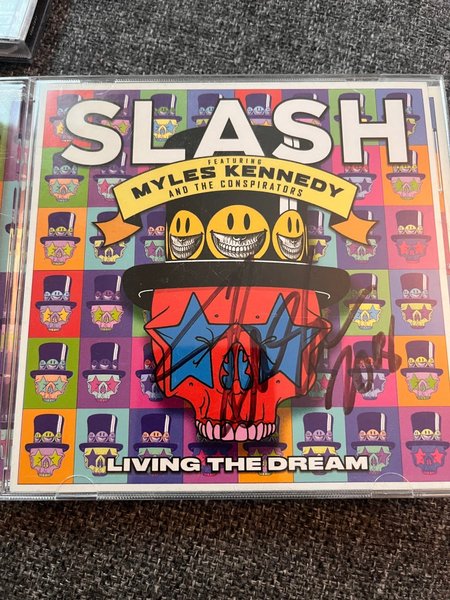 SLASH
FEATURING
MYLES KENNEDY
AND THE CONSPIRATORS
LIVING THE DREAM